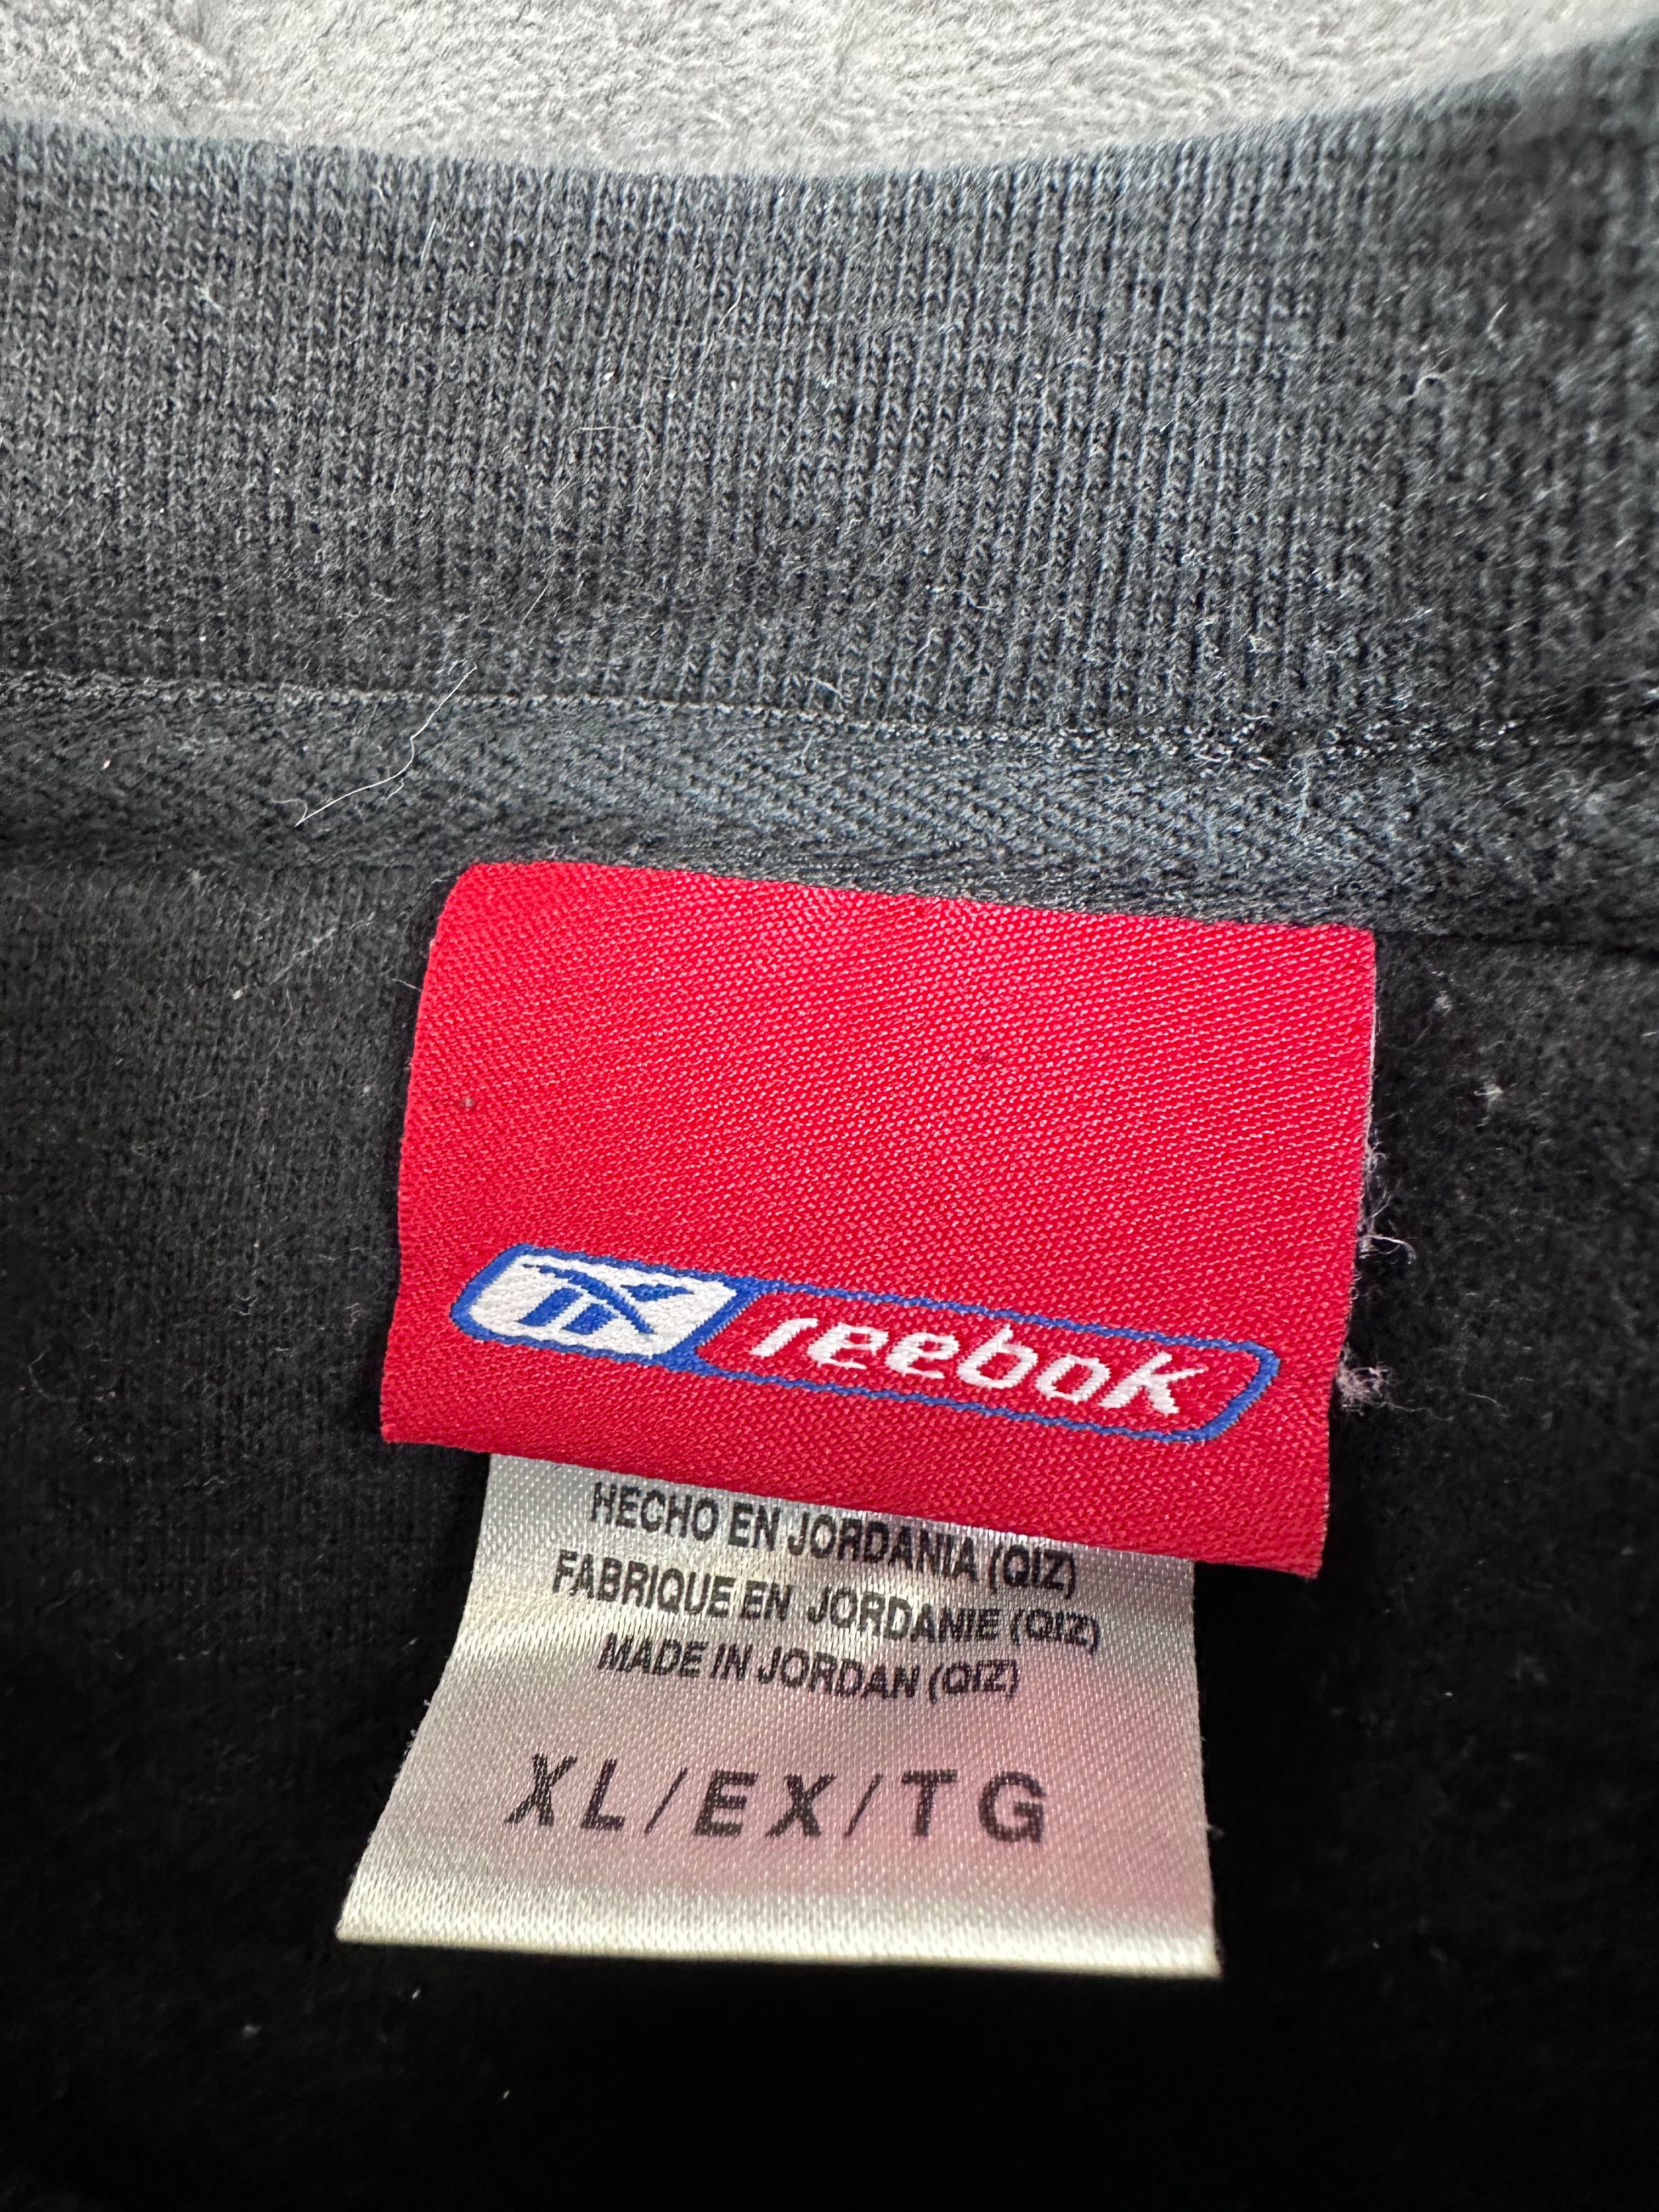 reebok
HECHO EN JORDANIA (QIZ)
FABRIQUE EN JORDANIE (QIZ)
MADE IN JORDAN (QIZ)
XL/EX/TG